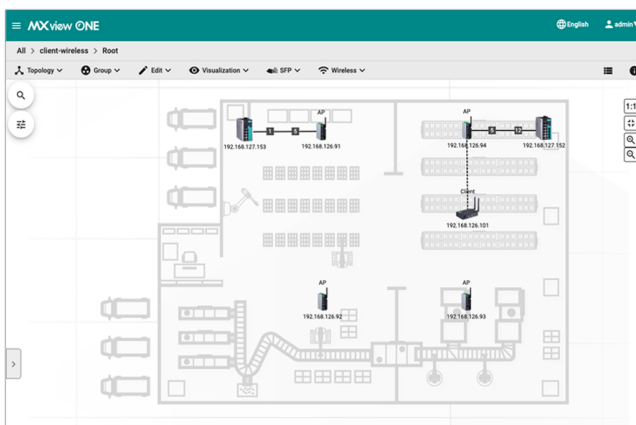 MXview ONE
English
admin
All > client-wireless > Root
Topology
Group
Edit
Visualization
SFP
Wireless
1:1
AP
AP
192.168.127.153
1
192.168.126.91
192.168.126.94
192.168.127.152
Client
192.168.126.101
AP
AP
192.168.126.92
192.168.126.93